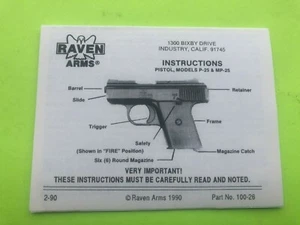 RAVEN
ARMS®
1300 BIXBY DRIVE
INDUSTRY, CALIF. 91745
INSTRUCTIONS
PISTOL, MODELS P-25 & MP-25
Barrel
Retainer
Slide
Trigger
Frame
Safety
(Shown in "FIRE" Position)
Magazine Catch
Six (6) Round Magazine
VERY IMPORTANT!
THESE INSTRUCTIONS MUST BE CAREFULLY READ AND NOTED.
2-90
© Raven Arms 1990
Part No. 100-26